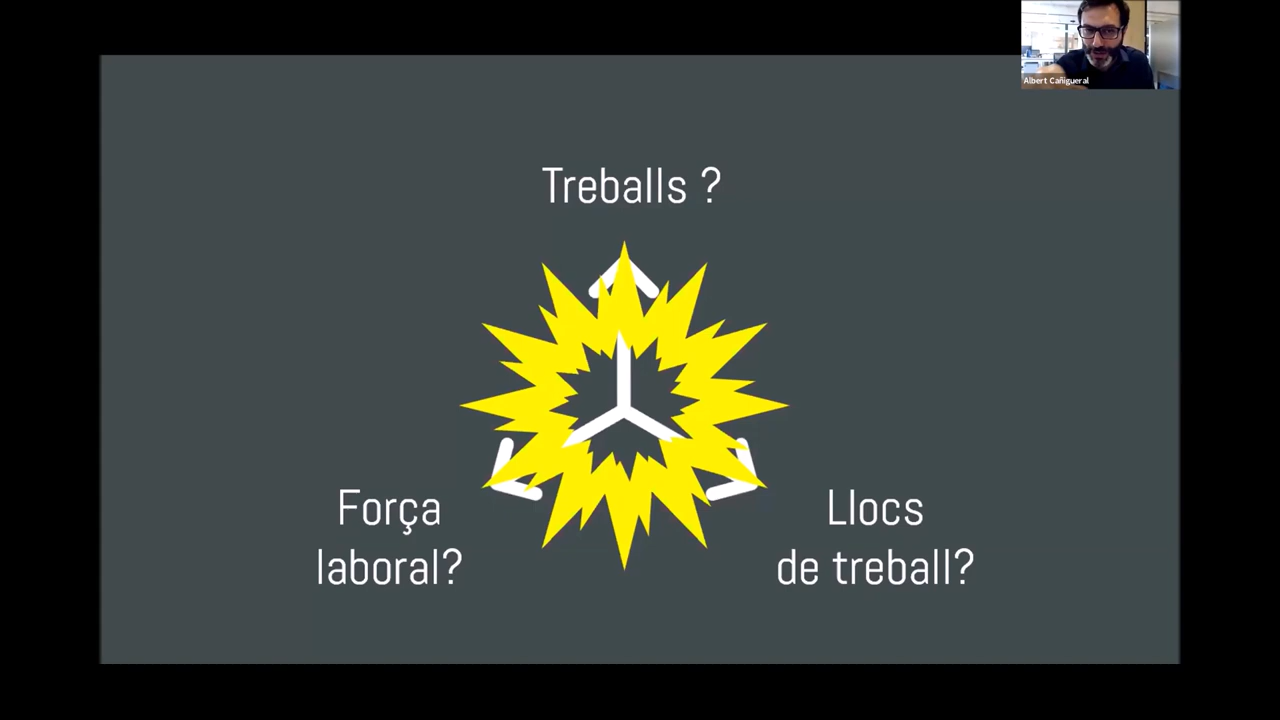 Albert Cañigueral
Treballs ?
Força
laboral?
Llocs
de treball?